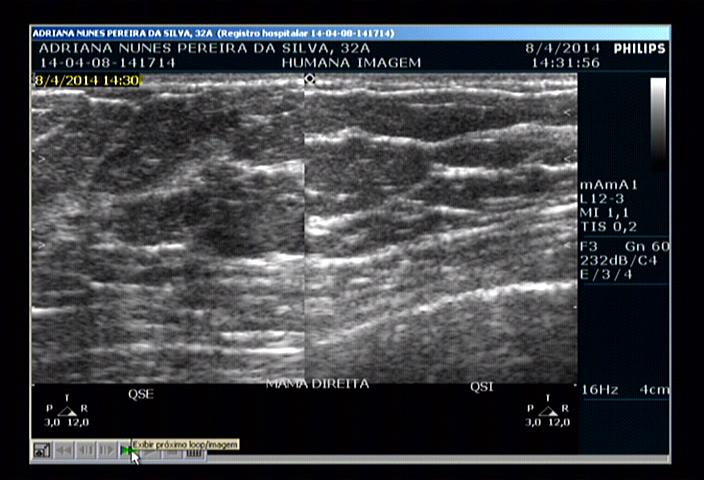 ADRIANA NUNES PEREIRA DA SILVA, 32A (Registro hospitalar 14-04-08-141714)
ADRIANA NUNES PEREIRA DA SILVA, 32A 8/4/2014 PHILIPS
14-04-08-141714 HUMANA IMAGEM 14:31:56
8/4/2014 14:30
mAmA1
L12-3
MI 1,1
TIS 0,2
F3 Gn 60
232dB/C4
E/3/4
MAMA DIREITA
QSE QSI
16Hz 4cm
T T
P R P R
3,0 12,0 3,0 12,0
Exibir próximo loop/imagem